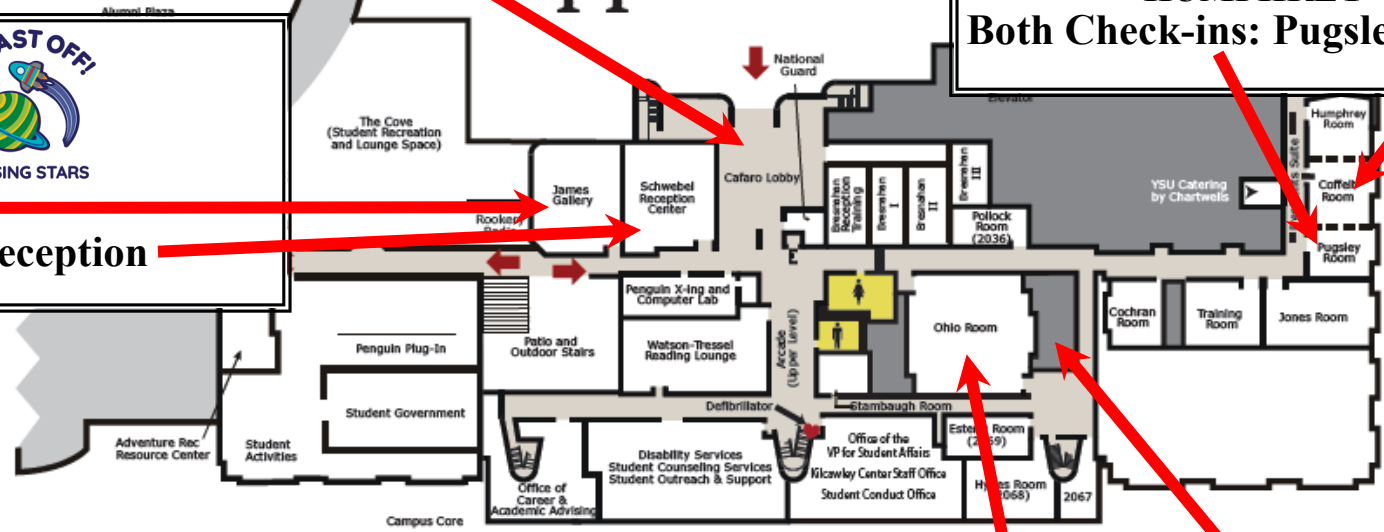 Alumni Plaza
AST OFF!
SING STARS
eception
Both Check-ins: Pugsle
National
Guard
Elevator
The Cove
(Student Recreation
and Lounge Space)
James
Gallery
Schwebel
Reception
Center
Cafaro Lobby
Bresnahan
Reception
Training
Bresnahan
I
Bresnahan
II
Bresnahan
III
Pollock
Room
(2036)
YSU Catering
by Chartwells
Suite
Humphrey
Room
Coffelt
Room
Pugsley
Room
Rookery
Penguin X-ing and
Computer Lab
Patio and
Outdoor Stairs
Watson-Tressel
Reading Lounge
Arcade
(Upper Level)
Ohio Room
Cochran
Room
Training
Room
Jones Room
Penguin Plug-In
Student Government
Defibrillator
Stambaugh Room
Adventure Rec
Resource Center
Student
Activities
Office of
Career &
Academic Advising
Disability Services
Student Counseling Services
Student Outreach & Support
Office of the
VP for Student Affairs
Kilcawley Center Staff Office
Student Conduct Office
Room
2067
Campus Core